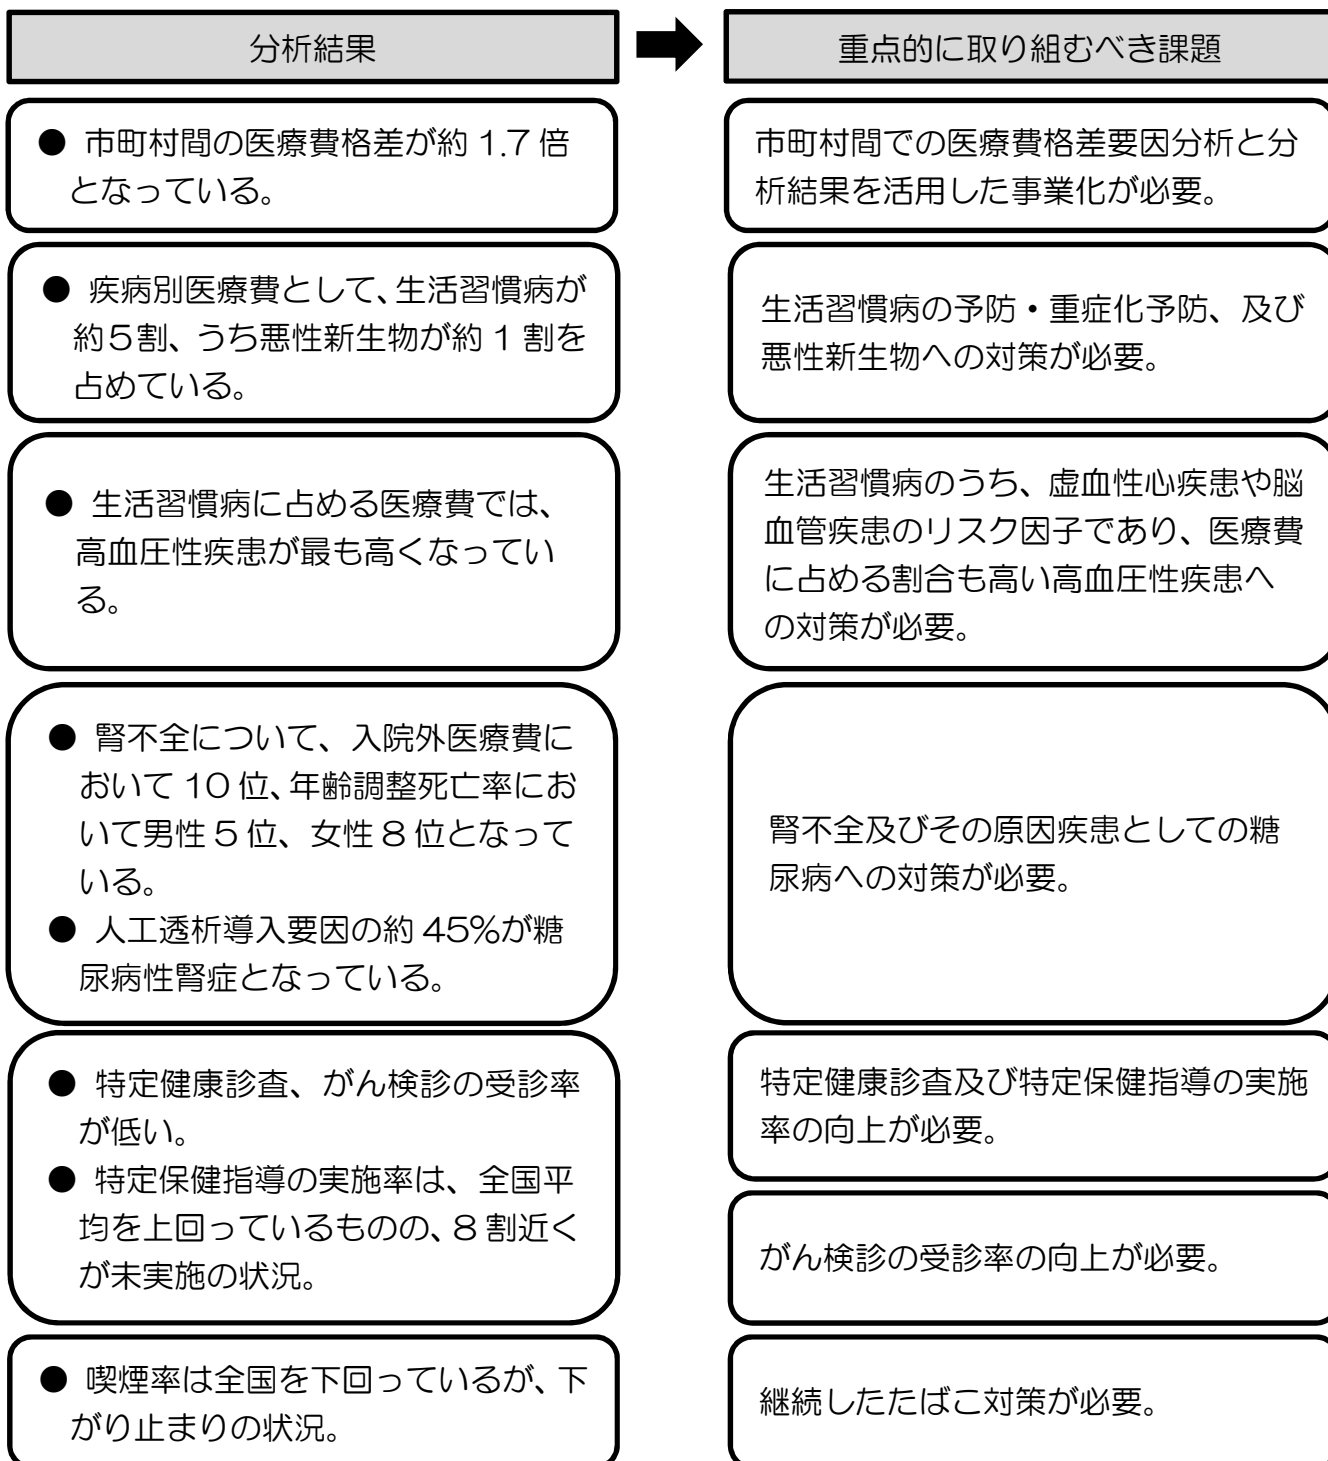 分析結果
重点的に取り組むべき課題
● 市町村間の医療費格差が約 1.7 倍
となっている。
市町村間での医療費格差要因分析と分
析結果を活用した事業化が必要。
● 疾病別医療費として、生活習慣病が
約５割、うち悪性新生物が約 1 割を
占めている。
生活習慣病の予防・重症化予防、及び
悪性新生物への対策が必要。
● 生活習慣病に占める医療費では、
高血圧性疾患が最も高くなってい
る。
生活習慣病のうち、虚血性心疾患や脳
血管疾患のリスク因子であり、医療費
に占める割合も高い高血圧性疾患へ
の対策が必要。
● 腎不全について、入院外医療費に
おいて 10 位、年齢調整死亡率にお
いて男性 5 位、女性 8 位となって
いる。
● 人工透析導入要因の約 45%が糖
尿病性腎症となっている。
腎不全及びその原因疾患としての糖
尿病への対策が必要。
● 特定健康診査、がん検診の受診率
が低い。
● 特定保健指導の実施率は、全国平
均を上回っているものの、8 割近く
が未実施の状況。
特定健康診査及び特定保健指導の実施
率の向上が必要。
がん検診の受診率の向上が必要。
● 喫煙率は全国を下回っているが、下
がり止まりの状況。
継続したたばこ対策が必要。